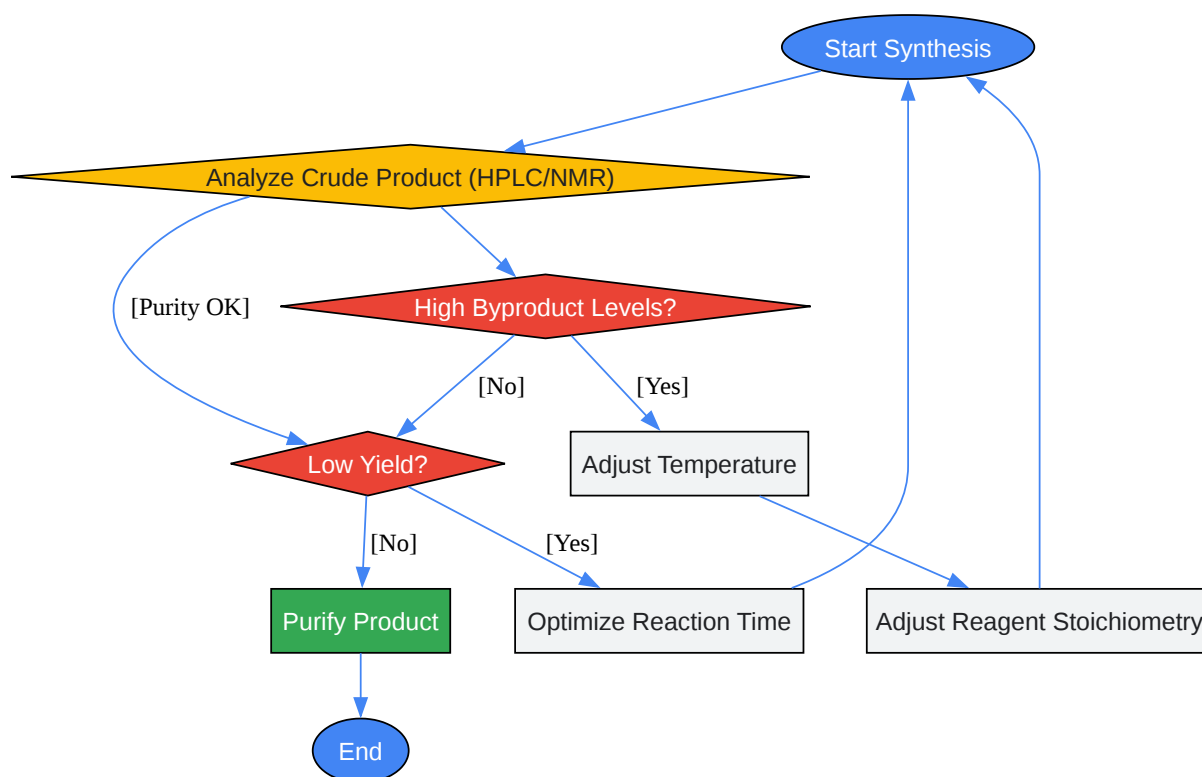 Start Synthesis
Analyze Crude Product (HPLC/NMR)
[Purity OK]
High Byproduct Levels?
[No]
[Yes]
Low Yield?
Adjust Temperature
[No]
[Yes]
Purify Product
Optimize Reaction Time
Adjust Reagent Stoichiometry
End